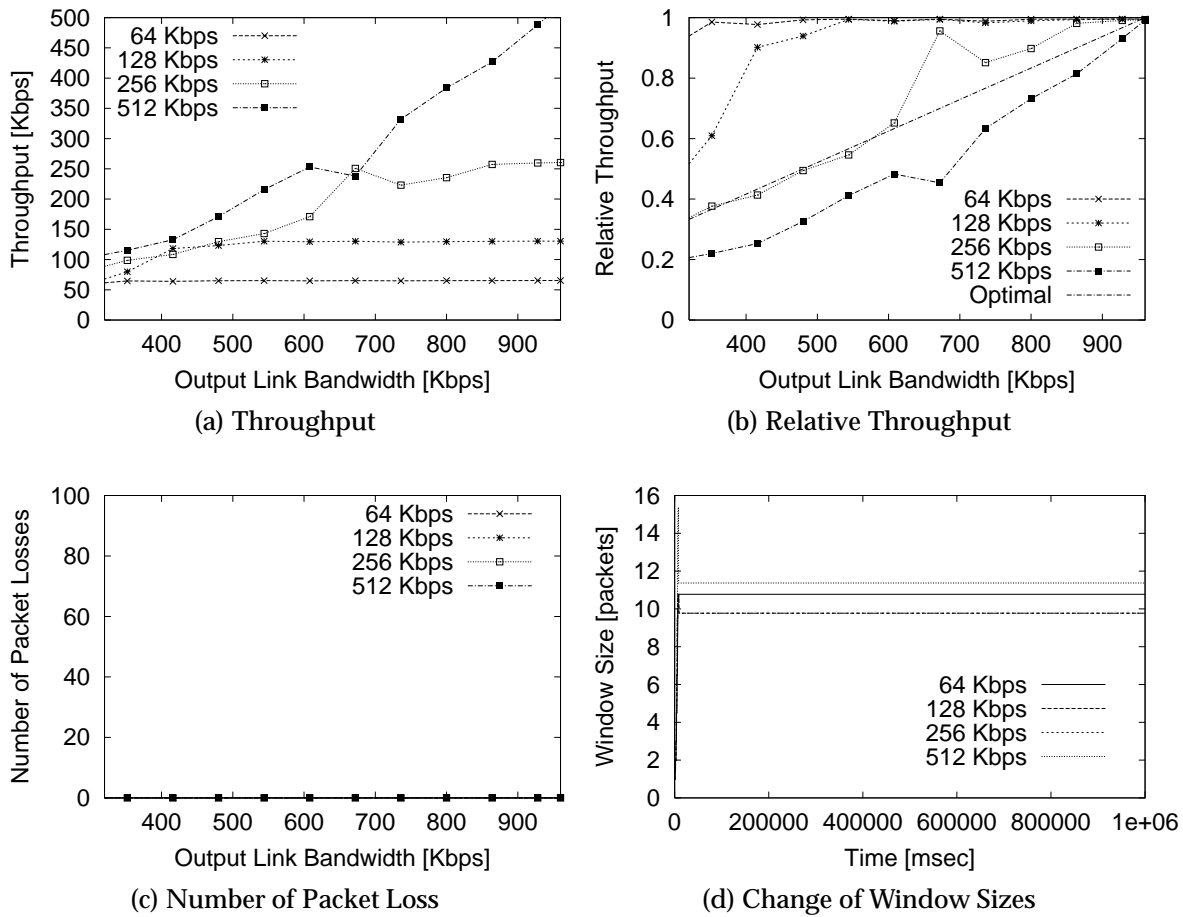 Throughput [Kbps]
500
450
400
350
300
250
200
150
100
50
0
64 Kbps
128 Kbps
256 Kbps
512 Kbps
400 500 600 700 800 900
Output Link Bandwidth [Kbps]
(a) Throughput
Relative Throughput
1
0.8
0.6
0.4
0.2
0
64 Kbps
128 Kbps
256 Kbps
512 Kbps
Optimal
400 500 600 700 800 900
Output Link Bandwidth [Kbps]
(b) Relative Throughput
Number of Packet Losses
100
80
60
40
20
0
64 Kbps
128 Kbps
256 Kbps
512 Kbps
400 500 600 700 800 900
Output Link Bandwidth [Kbps]
(c) Number of Packet Loss
Window Size [packets]
16
14
12
10
8
6
4
2
0
64 Kbps
128 Kbps
256 Kbps
512 Kbps
0 200000 400000 600000 800000 1e+06
Time [msec]
(d) Change of Window Sizes